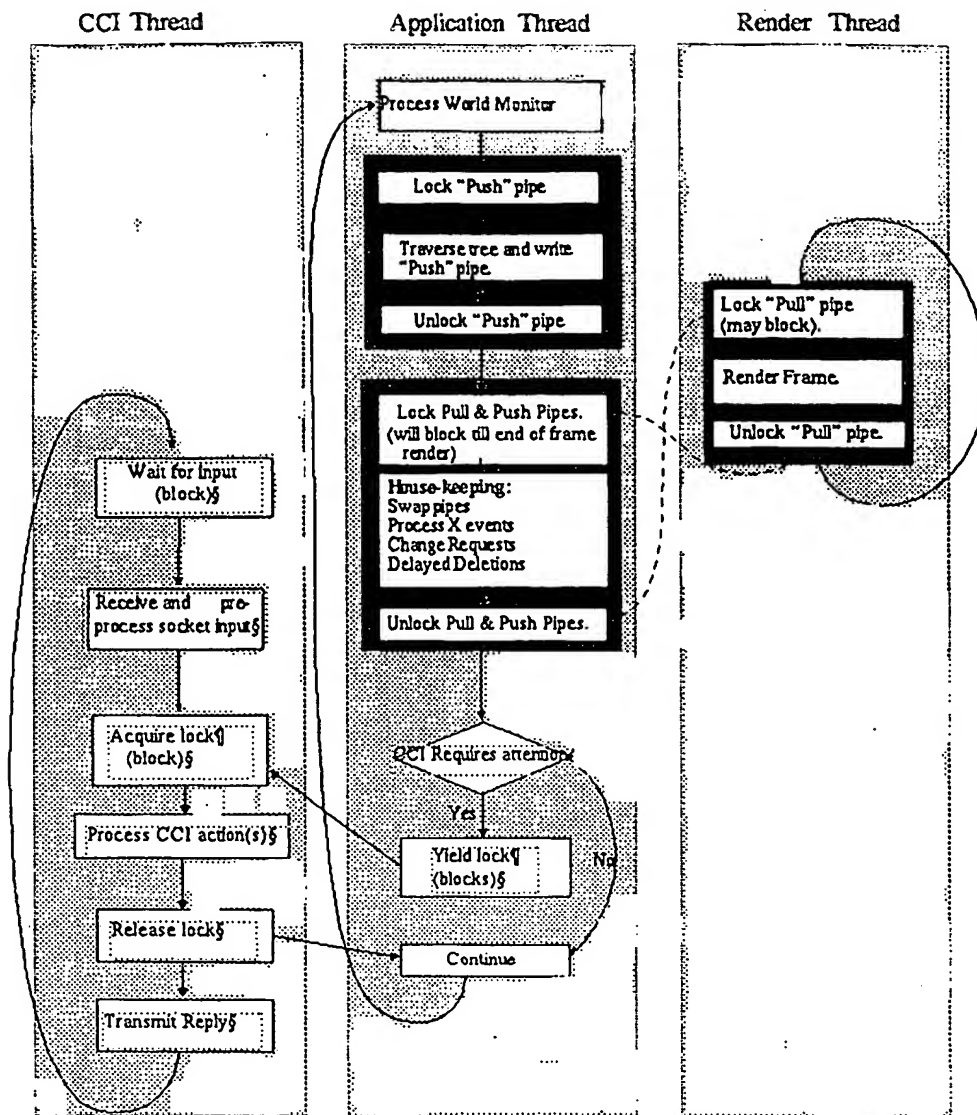 CCI Thread
Application Thread
Render Thread
Process World Monitor
Lock "Push" pipe
Traverse tree and write
"Push" pipe.
Unlock "Push" pipe
Lock Pull & Push Pipes.
(will block till end of frame
render)
House-keeping:
Swap pipes
Process X events
Change Requests
Delayed Deletions
Unlock Pull & Push Pipes.
CCI Requires attention
Yes
No
Yield lock¶
(blocks)§
Continue
Lock "Pull" pipe
(may block).
Render Frame.
Unlock "Pull" pipe.
Wait for Input
(block)§
Receive and pre-
process socket input§
Acquire lock¶
(block)§
Process CCI action(s)§
Release lock§
Transmit Reply§